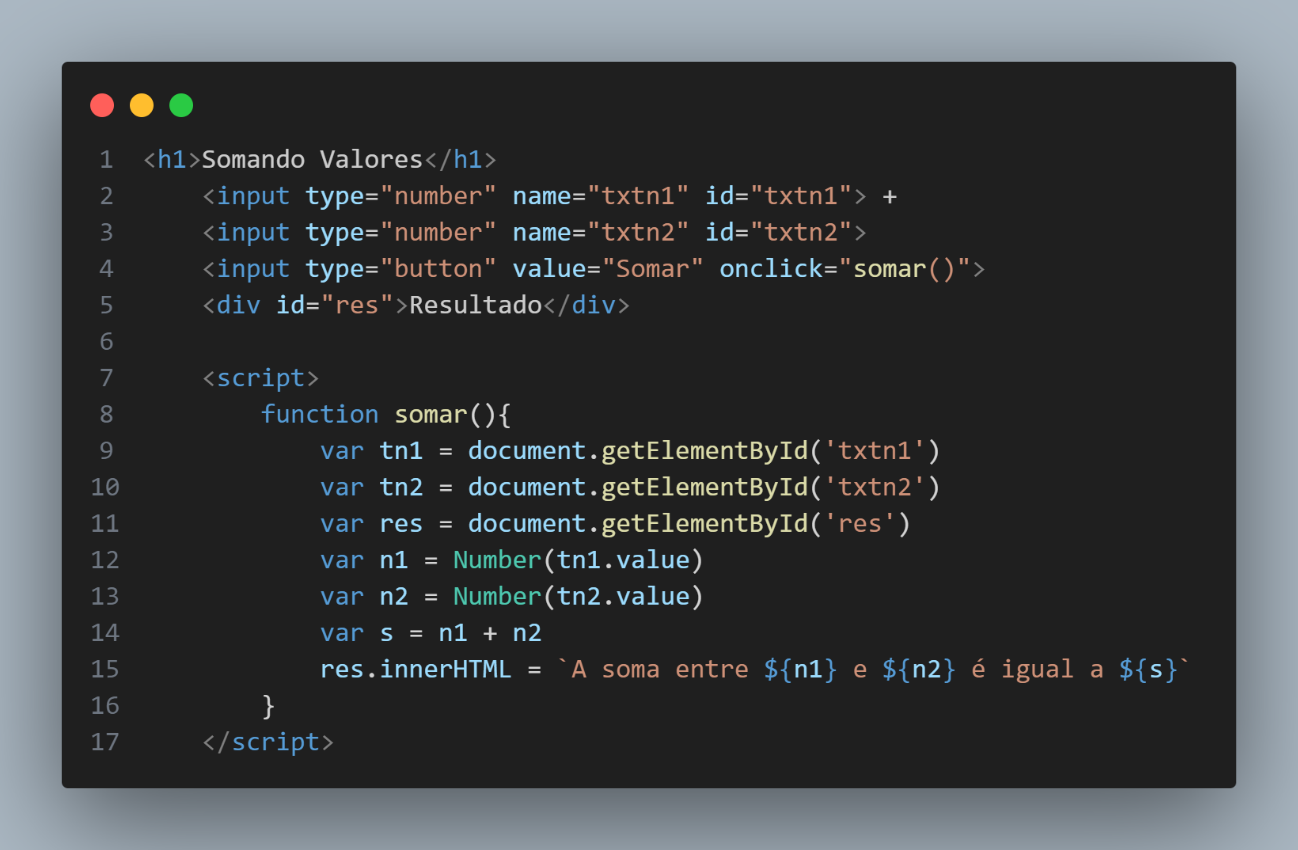 1 <h1>Somando Valores</h1>
2     <input type="number" name="txtn1" id="txtn1"> +
3     <input type="number" name="txtn2" id="txtn2">
4     <input type="button" value="Somar" onclick="somar()">
5     <div id="res">Resultado</div>
6
7     <script>
8         function somar(){
9             var tn1 = document.getElementById('txtn1')
10             var tn2 = document.getElementById('txtn2')
11             var res = document.getElementById('res')
12             var n1 = Number(tn1.value)
13             var n2 = Number(tn2.value)
14             var s = n1 + n2
15             res.innerHTML = `A soma entre ${n1} e ${n2} é igual a ${s}`
16         }
17     </script>